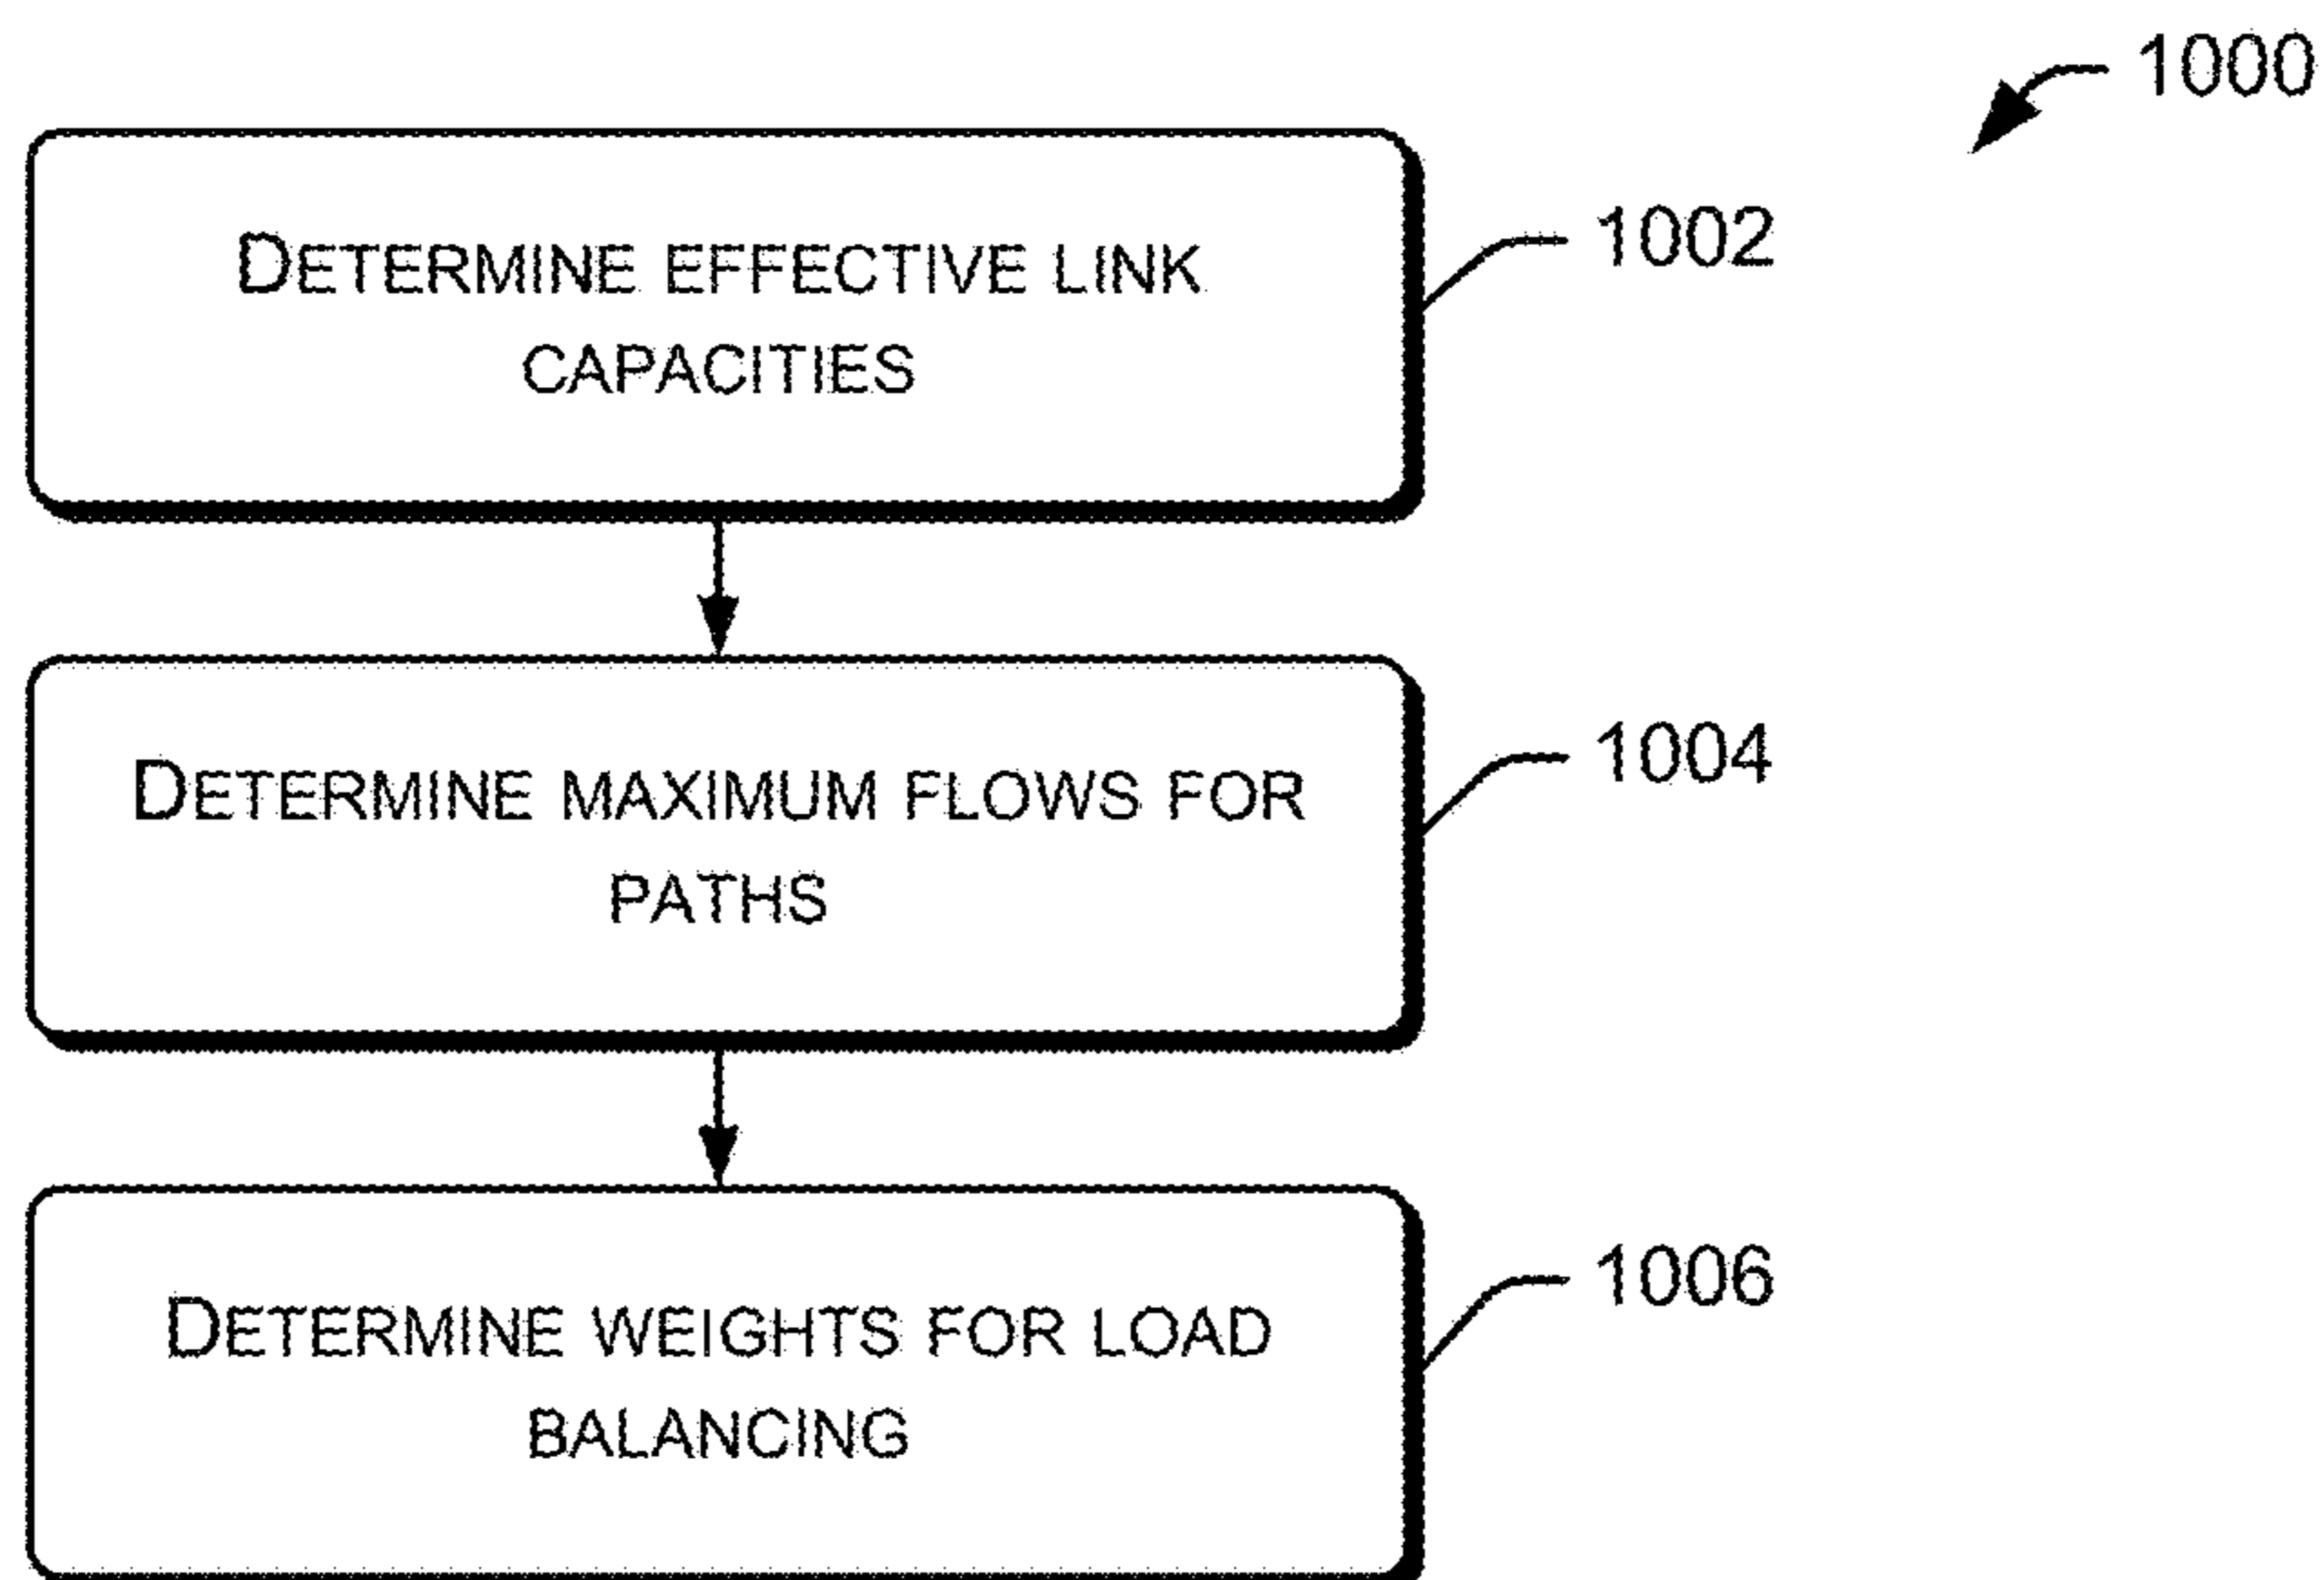 1000
DETERMINE EFFECTIVE LINK
CAPACITIES
1002
DETERMINE MAXIMUM FLOWS FOR
PATHS
1004
DETERMINE WEIGHTS FOR LOAD
BALANCING
1006